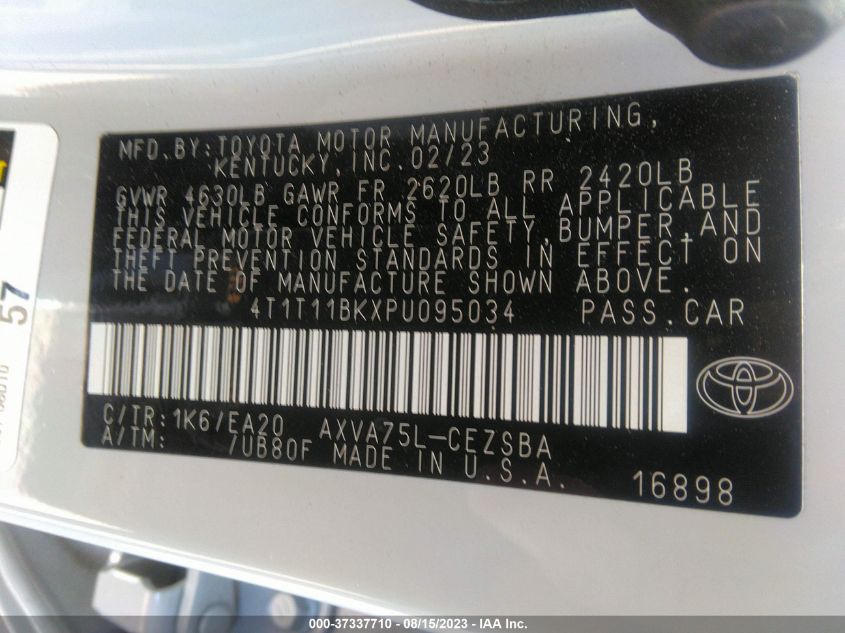 MFD.BY:TOYOTA MOTOR MANUFACTURING,
KENTUCKY,INC.02/23
GVWR 4630LB GAWR FR 2620LB RR 2420LB
THIS VEHICLE CONFORMS TO ALL APPLICABLE
FEDERAL MOTOR VEHICLE SAFETY,BUMPER,AND
THEFT PREVENTION STANDARDS IN EFFECT ON
THE DATE OF MANUFACTURE SHOWN ABOVE.
4T1T11BKXPU095034 PASS.CAR
C/TR:1K6/EA20 AXVA75L-CEZSBA
A/TM: 7UB80F MADE IN U.S.A.
16898
57
000-37337710 - 08/15/2023 - IAA Inc.